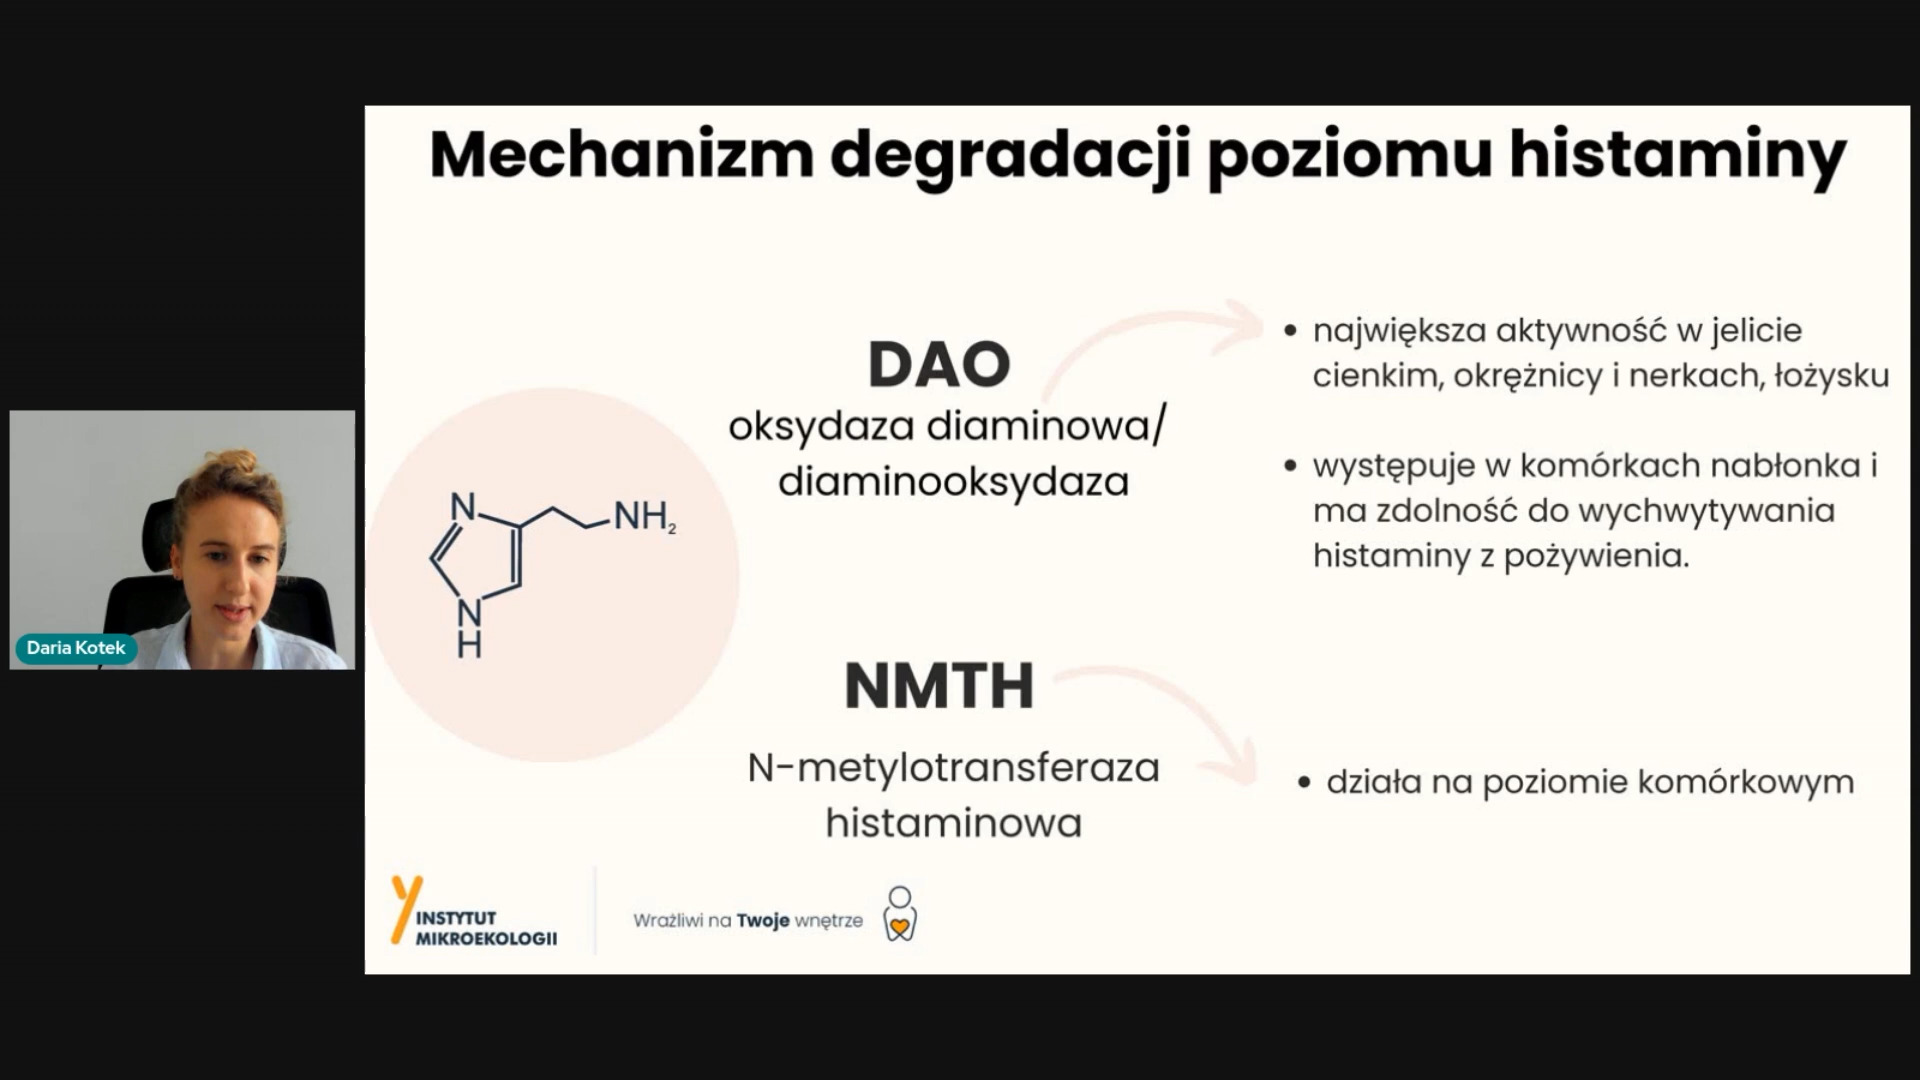 Mechanizm degradacji poziomu histaminy
DAO
oksydaza diaminowa/
diaminooksydaza
• największa aktywność w jelicie
cienkim, okrężnicy i nerkach, łożysku
• występuje w komórkach nabłonka i
ma zdolność do wychwytywania
histaminy z pożywienia.
N
NH₂
N
H
Daria Kotek
NMTH
N-metylotransferaza
histaminowa
• działa na poziomie komórkowym
INSTYTUT
MIKROEKOLOGII
Wrażliwi na Twoje wnętrze